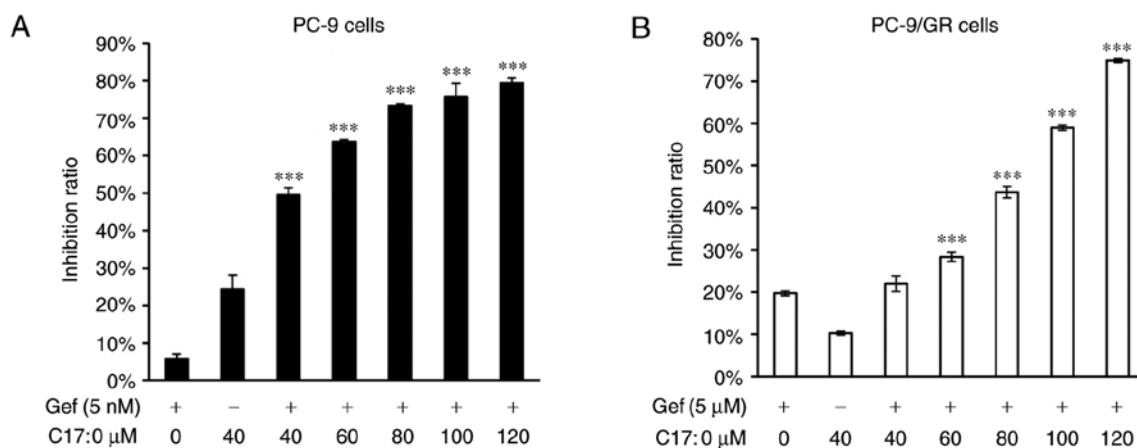 A
PC-9 cells
Inhibition ratio
90%
80%
70%
60%
50%
40%
30%
20%
10%
0%
*** *** *** *** ***
Gef (5 nM) + – + + + + +
C17:0 μM 0 40 40 60 80 100 120
B
PC-9/GR cells
Inhibition ratio
80%
70%
60%
50%
40%
30%
20%
10%
0%
*** *** *** ***
Gef (5 μM) + – + + + + +
C17:0 μM 0 40 40 60 80 100 120